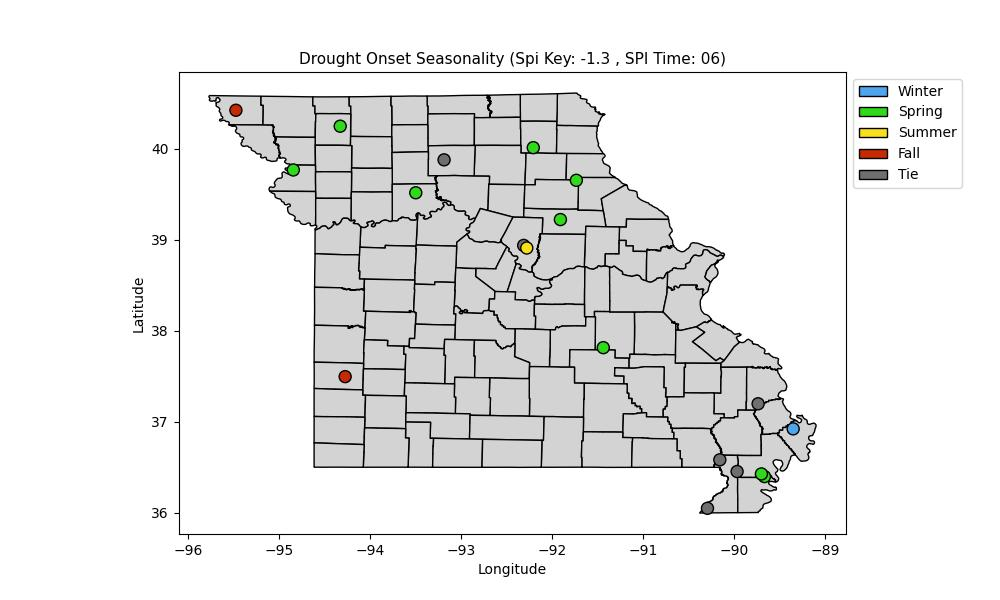 Drought Onset Seasonality (Spi Key: -1.3 , SPI Time: 06)
Winter
Spring
Summer
Fall
Tie
40
39
38
37
36
Latitude
−96 −95 −94 −93 −92 −91 −90 −89
Longitude